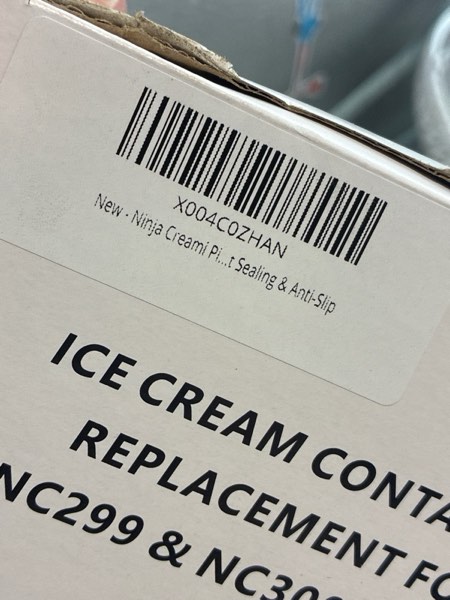 X004C0ZHAN
New - Ninja Creami Pi...t Sealing & Anti-Slip
ICE CREAM CONTA
REPLACEMENT FO
NC299 & NC30